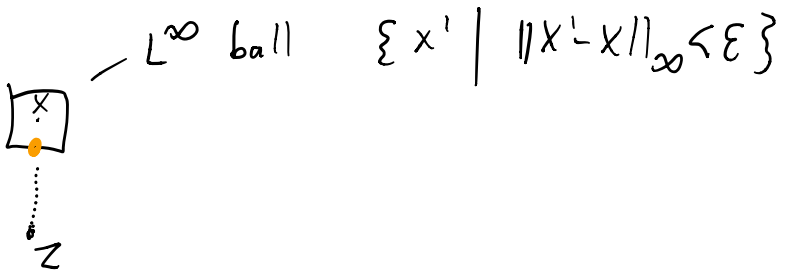 L^∞ ball { x' | ||x'-x||_∞ < ε }
x
z